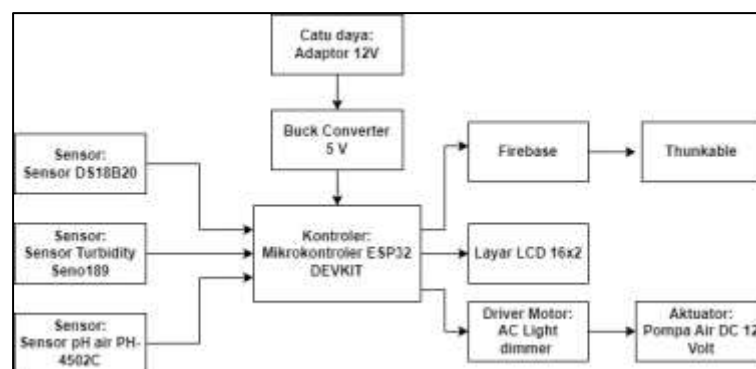 Catu daya:
Adaptor 12V
Buck Converter
5 V
Sensor:
Sensor DS18B20
Sensor:
Sensor Turbidity
Seno189
Sensor:
Sensor pH air PH-
4502C
Kontroler:
Mikrokontroler ESP32
DEVKIT
Firebase
Thunkable
Layar LCD 16x2
Driver Motor:
AC Light
dimmer
Aktuator:
Pompa Air DC 12
Volt